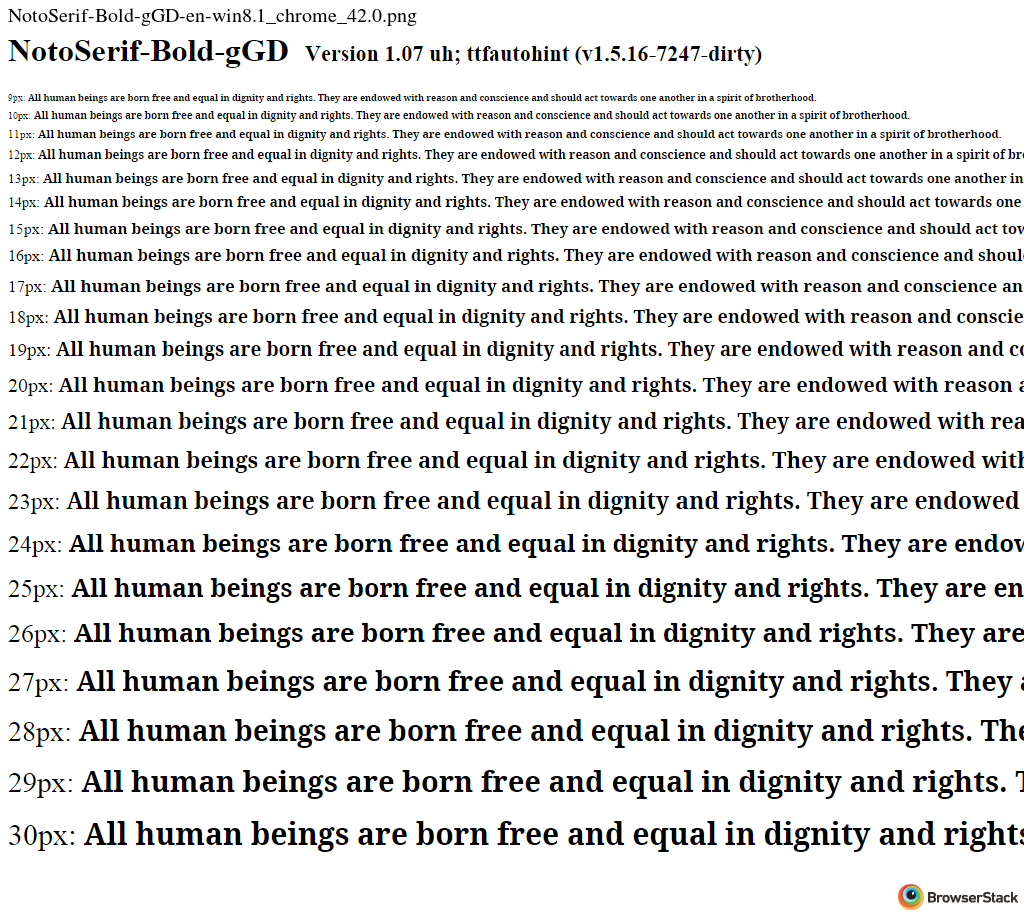 NotoSerif-Bold-gGD-en-win8.1_chrome_42.0.png
NotoSerif-Bold-gGD Version 1.07 uh; ttfautohint (v1.5.16-7247-dirty)
9px: All human beings are born free and equal in dignity and rights. They are endowed with reason and conscience and should act towards one another in a spirit of brotherhood.
10px: All human beings are born free and equal in dignity and rights. They are endowed with reason and conscience and should act towards one another in a spirit of brotherhood.
11px: All human beings are born free and equal in dignity and rights. They are endowed with reason and conscience and should act towards one another in a spirit of brotherhood.
12px: All human beings are born free and equal in dignity and rights. They are endowed with reason and conscience and should act towards one another in a spirit of bro
13px: All human beings are born free and equal in dignity and rights. They are endowed with reason and conscience and should act towards one another in
14px: All human beings are born free and equal in dignity and rights. They are endowed with reason and conscience and should act towards one
15px: All human beings are born free and equal in dignity and rights. They are endowed with reason and conscience and should act tow
16px: All human beings are born free and equal in dignity and rights. They are endowed with reason and conscience and shoul
17px: All human beings are born free and equal in dignity and rights. They are endowed with reason and conscience an
18px: All human beings are born free and equal in dignity and rights. They are endowed with reason and conscie
19px: All human beings are born free and equal in dignity and rights. They are endowed with reason and co
20px: All human beings are born free and equal in dignity and rights. They are endowed with reason a
21px: All human beings are born free and equal in dignity and rights. They are endowed with rea
22px: All human beings are born free and equal in dignity and rights. They are endowed with
23px: All human beings are born free and equal in dignity and rights. They are endowed
24px: All human beings are born free and equal in dignity and rights. They are endow
25px: All human beings are born free and equal in dignity and rights. They are en
26px: All human beings are born free and equal in dignity and rights. They are
27px: All human beings are born free and equal in dignity and rights. They a
28px: All human beings are born free and equal in dignity and rights. The
29px: All human beings are born free and equal in dignity and rights. T
30px: All human beings are born free and equal in dignity and rights
BrowserStack